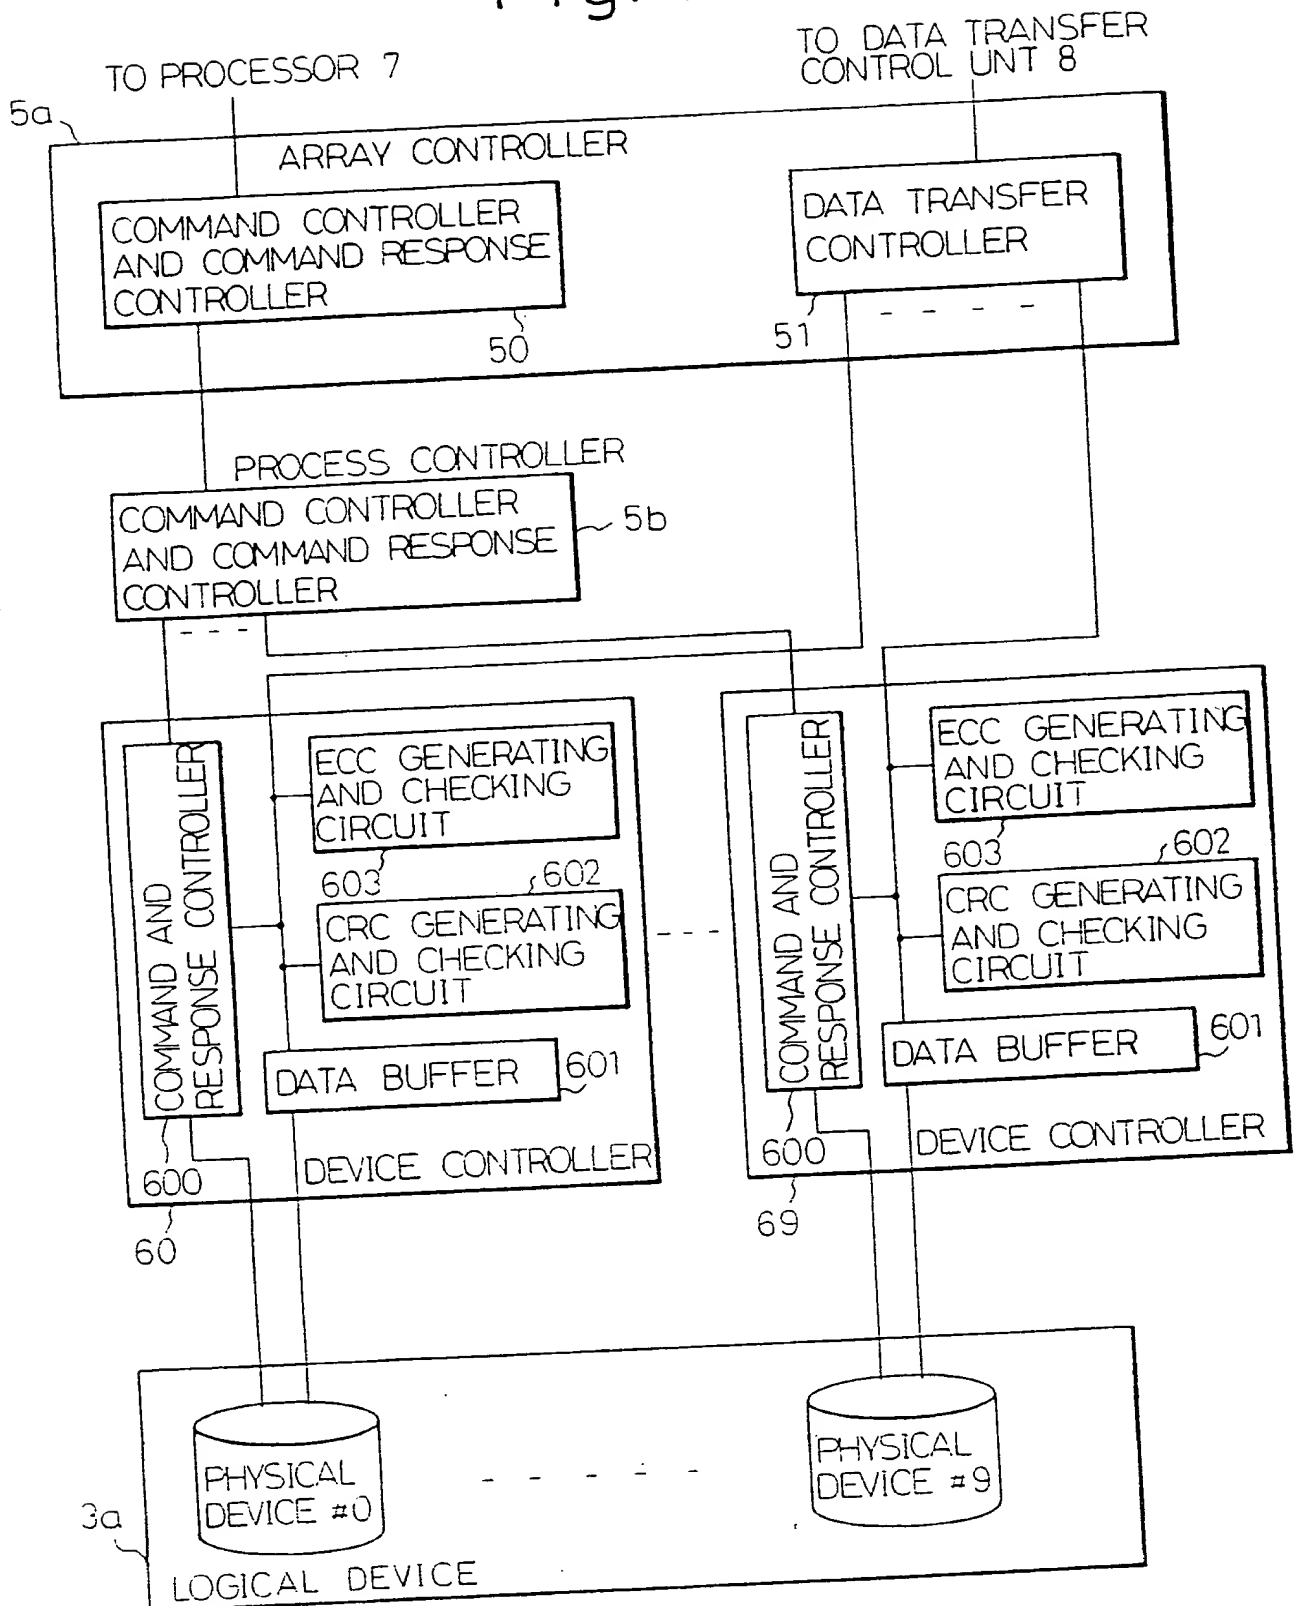 Fig.
TO PROCESSOR 7
TO DATA TRANSFER
CONTROL UNT 8
5a
ARRAY CONTROLLER
COMMAND CONTROLLER
AND COMMAND RESPONSE
CONTROLLER
50
DATA TRANSFER
CONTROLLER
51
PROCESS CONTROLLER
COMMAND CONTROLLER
AND COMMAND RESPONSE
CONTROLLER
5b
COMMAND AND
RESPONSE CONTROLLER
ECC GENERATING
AND CHECKING
CIRCUIT
603
602
CRC GENERATING
AND CHECKING
CIRCUIT
DATA BUFFER
601
600
DEVICE CONTROLLER
60
COMMAND AND
RESPONSE CONTROLLER
ECC GENERATING
AND CHECKING
CIRCUIT
603
602
CRC GENERATING
AND CHECKING
CIRCUIT
DATA BUFFER
601
600
DEVICE CONTROLLER
69
PHYSICAL
DEVICE #0
PHYSICAL
DEVICE #9
3a
LOGICAL DEVICE